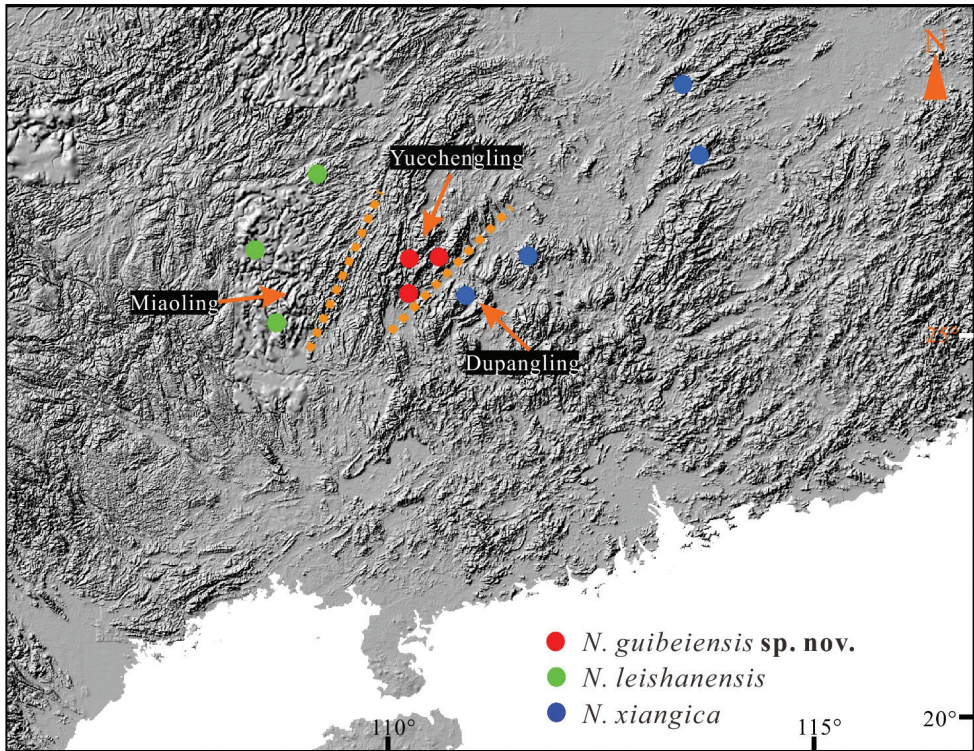 N
Yuechengling
Miaoling
25°
Dupangling
N. guibeiensis sp. nov.
N. leishanensis
N. xiangica
110°
115°
20°